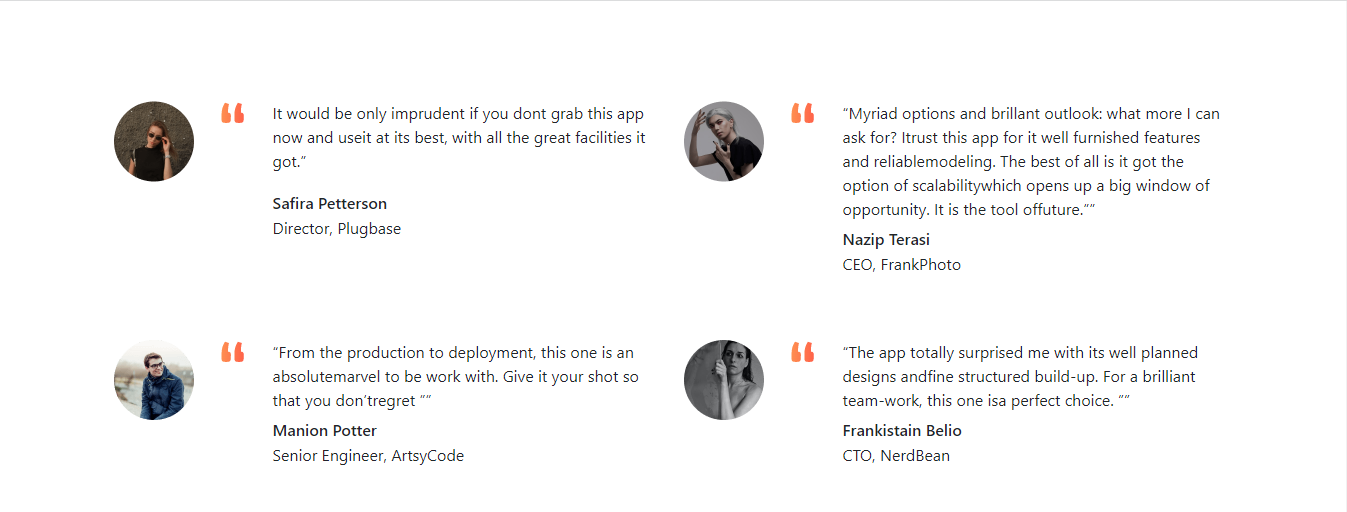 It would be only imprudent if you dont grab this app
now and useit at its best, with all the great facilities it
got.”
Safira Petterson
Director, Plugbase
“Myriad options and brillant outlook: what more I can
ask for? Itrust this app for it well furnished features
and reliablemodeling. The best of all is it got the
option of scalabilitywhich opens up a big window of
opportunity. It is the tool offuture.””
Nazip Terasi
CEO, FrankPhoto
“From the production to deployment, this one is an
absolutemarvel to be work with. Give it your shot so
that you don’tregret ””
Manion Potter
Senior Engineer, ArtsyCode
“The app totally surprised me with its well planned
designs andfine structured build-up. For a brilliant
team-work, this one isa perfect choice. ””
Frankistain Belio
CTO, NerdBean